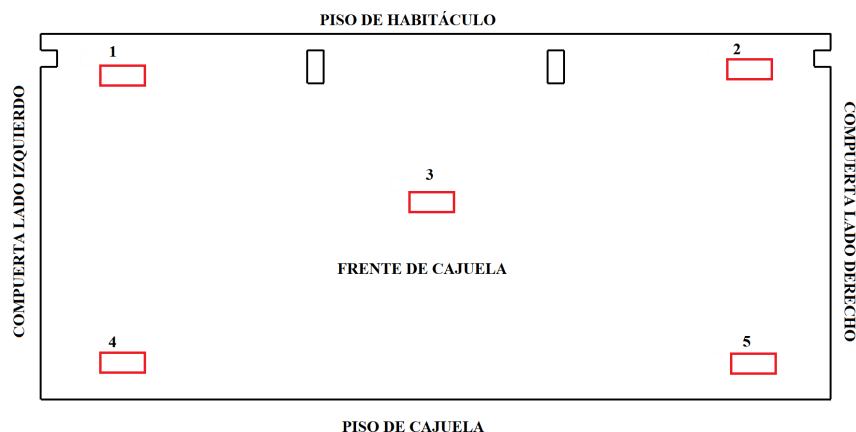 PISO DE HABITÁCULO
1
2
COMPUERTA LADO IZQUIERDO
COMPUERTA LADO DERECHO
3
FRENTE DE CAJUELA
4
5
PISO DE CAJUELA